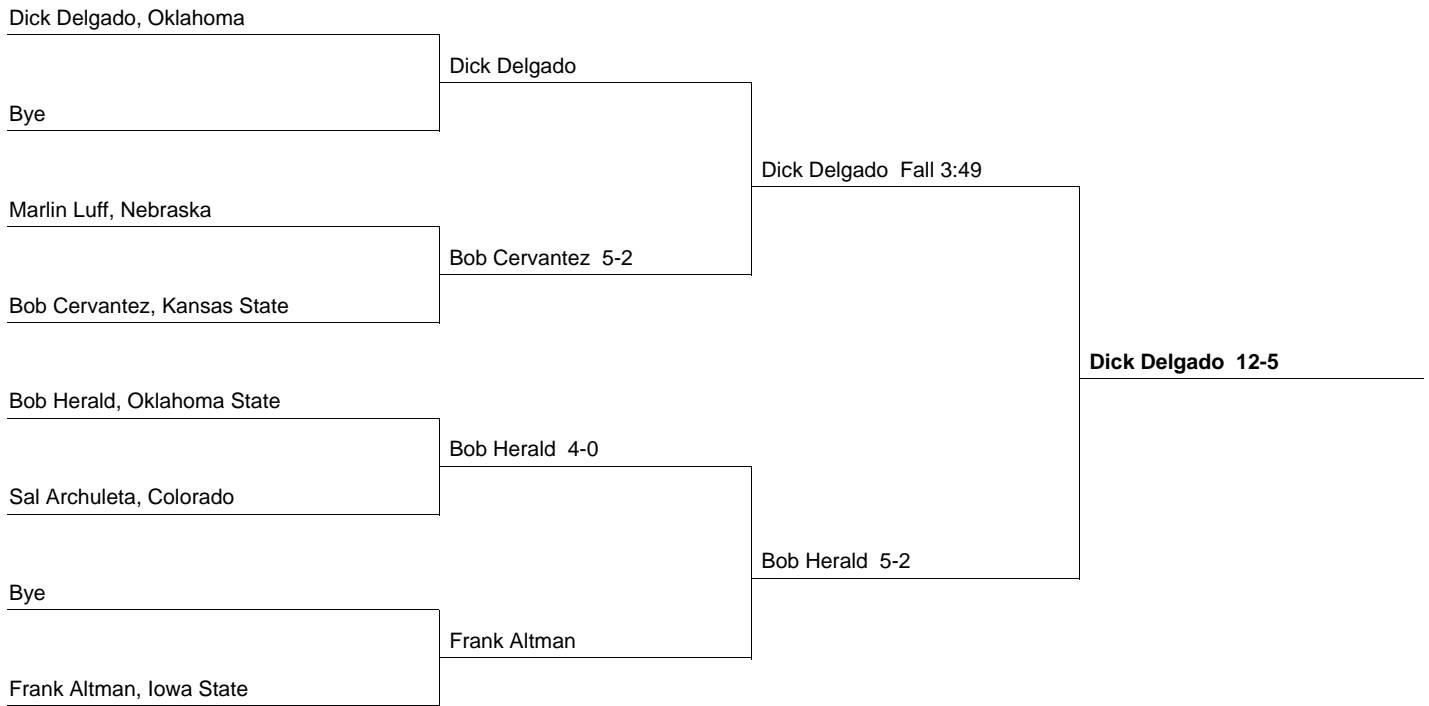 Dick Delgado, Oklahoma
Dick Delgado
Bye
Dick Delgado  Fall 3:49
Marlin Luff, Nebraska
Bob Cervantez  5-2
Bob Cervantez, Kansas State
Dick Delgado  12-5
Bob Herald, Oklahoma State
Bob Herald  4-0
Sal Archuleta, Colorado
Bob Herald  5-2
Bye
Frank Altman
Frank Altman, Iowa State